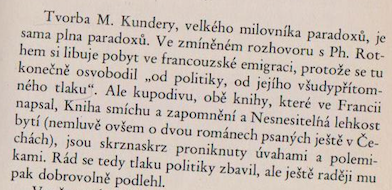 Tvorba M. Kundery, velkého milovníka paradoxů, je
sama plna paradoxů. Ve zmíněném rozhovoru s Ph. Rot-
hem si libuje pobyt ve francouzské emigraci, protože se tu
konečně osvobodil „od politiky, od jejího všudypřítom-
ného tlaku“. Ale kupodivu, obě knihy, které ve Francii
napsal, Kniha smíchu a zapomnění a Nesnesitelná lehkost
bytí (nemluvě ovšem o dvou románech psaných ještě v Če-
chách), jsou skrznaskrz proniknuty úvahami a polemi-
kami. Rád se tedy tlaku politiky zbavil, ale ještě raději mu
pak dobrovolně podlehl.